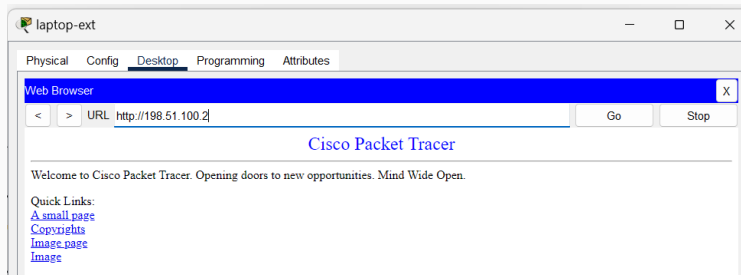 laptop-ext
Physical Config Desktop Programming Attributes
Web Browser X
< > URL http://198.51.100.2 Go Stop
Cisco Packet Tracer
Welcome to Cisco Packet Tracer. Opening doors to new opportunities. Mind Wide Open.
Quick Links:
A small page
Copyrights
Image page
Image